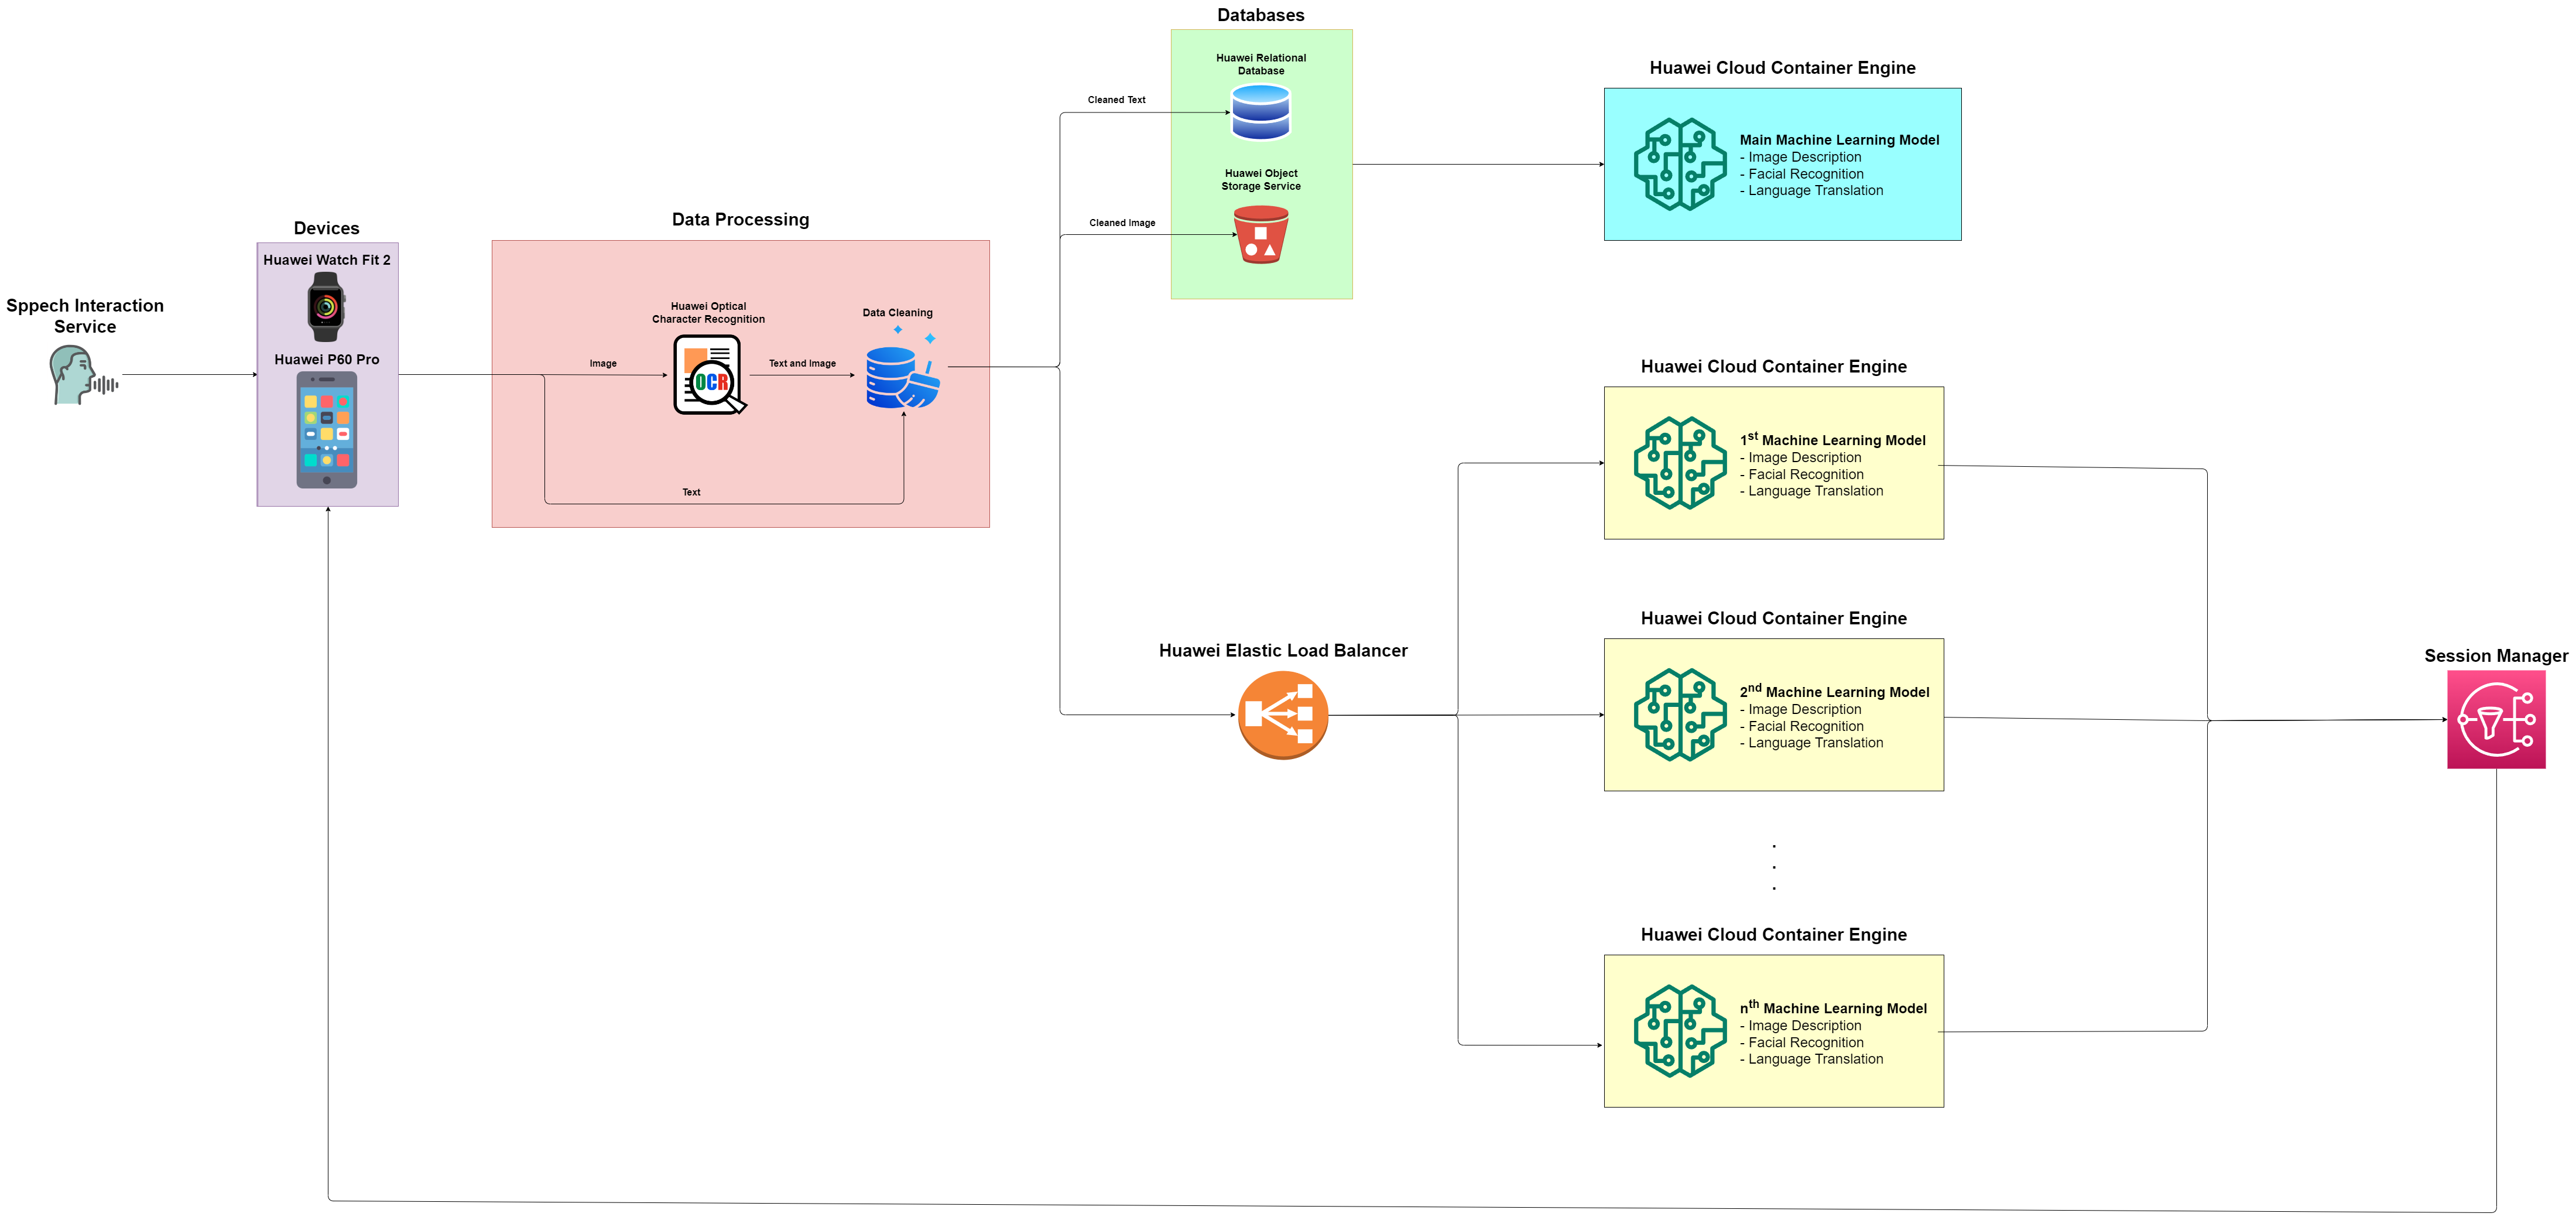 Sppech Interaction
Service
Devices
Huawei Watch Fit 2
Huawei P60 Pro
Data Processing
Image
Huawei Optical
Character Recognition
OCR
Text and Image
Data Cleaning
Text
Cleaned Text
Cleaned Image
Databases
Huawei Relational
Database
Huawei Object
Storage Service
Huawei Cloud Container Engine
Main Machine Learning Model
- Image Description
- Facial Recognition
- Language Translation
Huawei Elastic Load Balancer
Huawei Cloud Container Engine
1st Machine Learning Model
- Image Description
- Facial Recognition
- Language Translation
Huawei Cloud Container Engine
2nd Machine Learning Model
- Image Description
- Facial Recognition
- Language Translation
.
.
.
Huawei Cloud Container Engine
nth Machine Learning Model
- Image Description
- Facial Recognition
- Language Translation
Session Manager